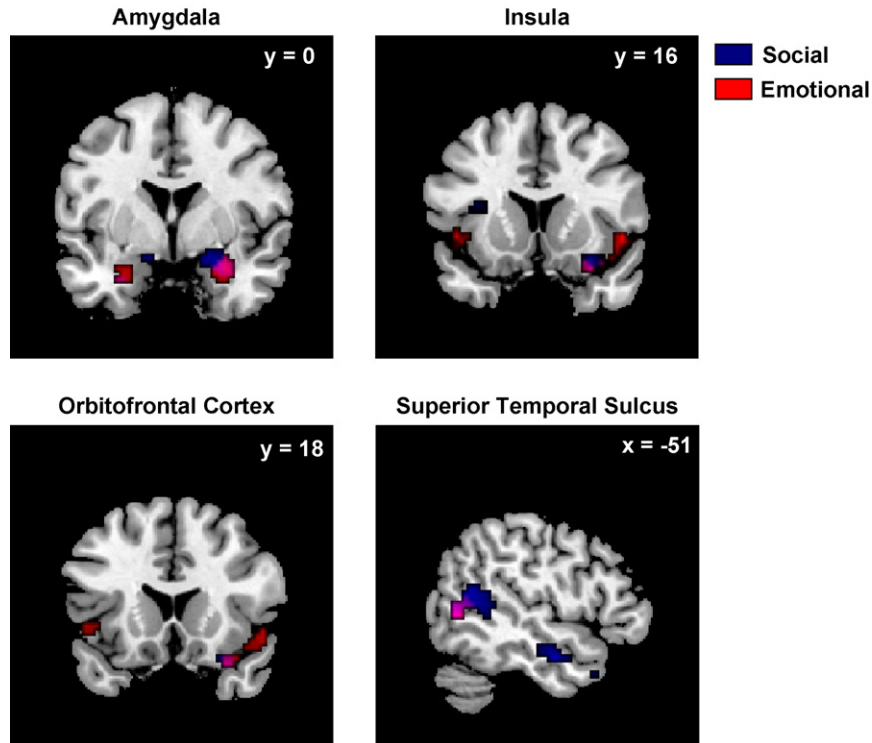 Amygdala
y = 0
Insula
y = 16
Social
Emotional
Orbitofrontal Cortex
y = 18
Superior Temporal Sulcus
x = -51